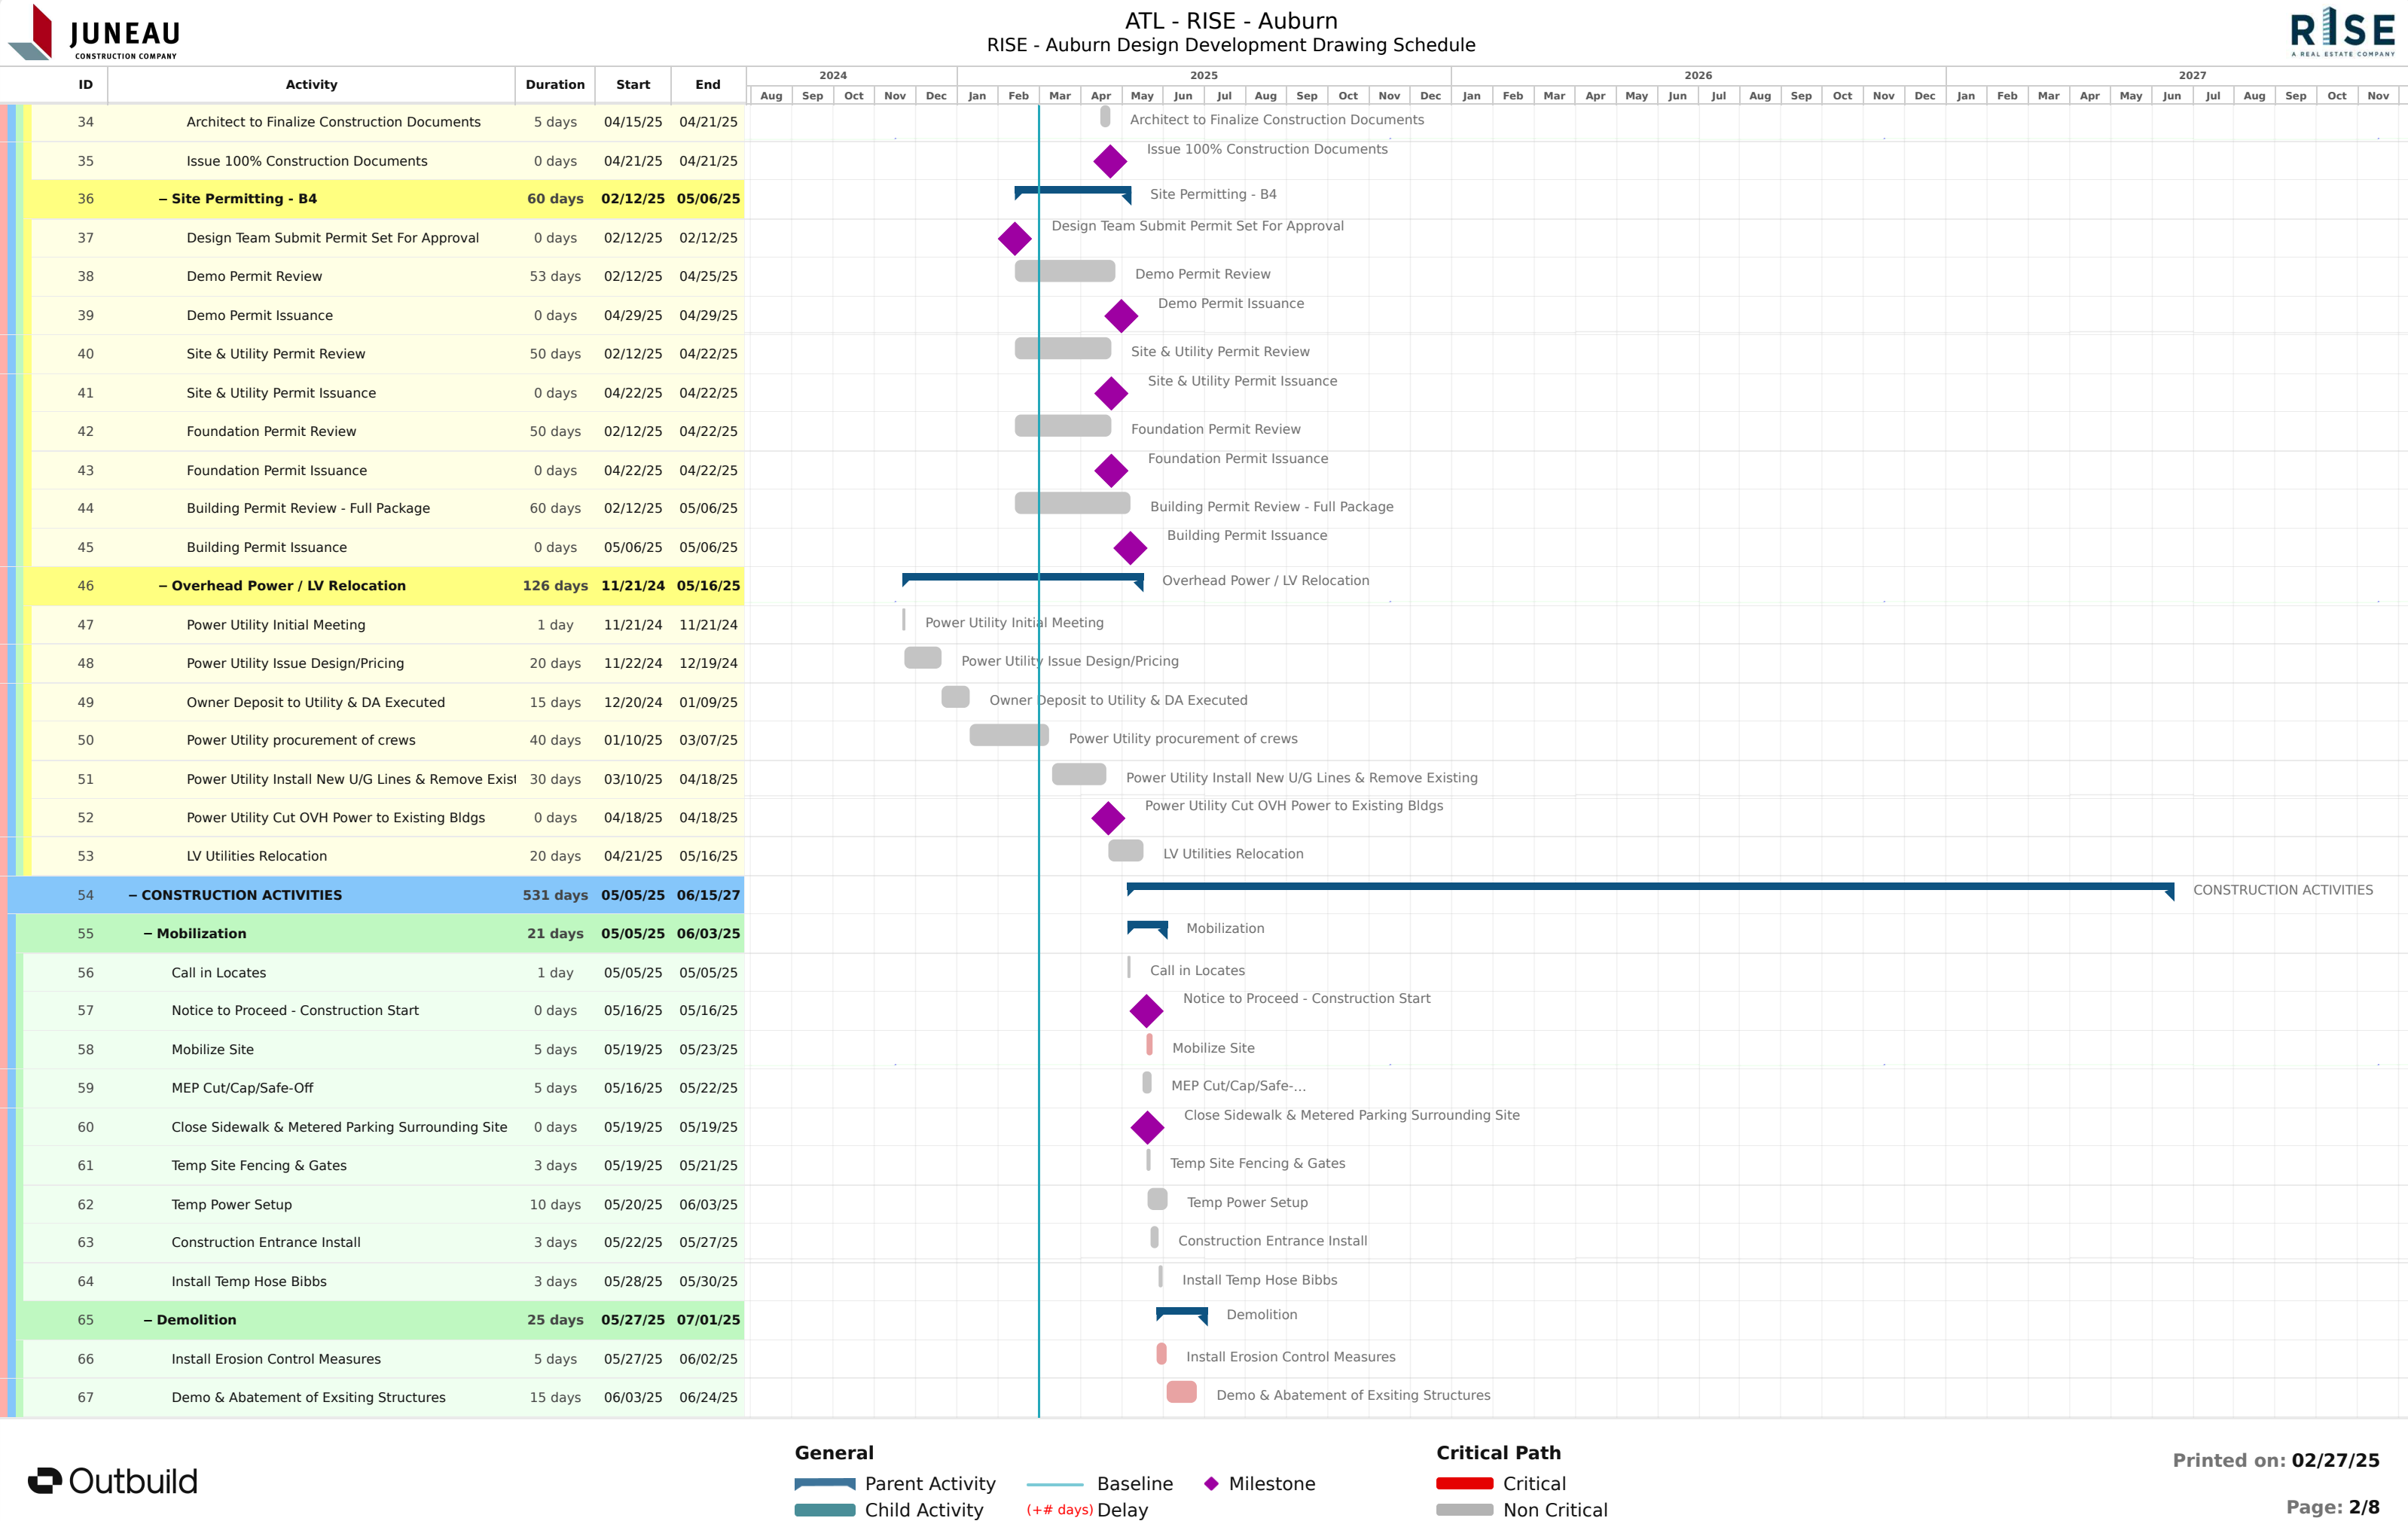 JUNEAU
CONSTRUCTION COMPANY
ATL - RISE - Auburn
RISE - Auburn Design Development Drawing Schedule
RISE
A REAL ESTATE COMPANY
ID Activity Duration Start End
2024 2025 2026 2027
Aug Sep Oct Nov Dec Jan Feb Mar Apr May Jun Jul Aug Sep Oct Nov Dec Jan Feb Mar Apr May Jun Jul Aug Sep Oct Nov Dec Jan Feb Mar Apr May Jun Jul Aug Sep Oct Nov
34 Architect to Finalize Construction Documents 5 days 04/15/25 04/21/25 Architect to Finalize Construction Documents
35 Issue 100% Construction Documents 0 days 04/21/25 04/21/25 Issue 100% Construction Documents
36 – Site Permitting - B4 60 days 02/12/25 05/06/25 Site Permitting - B4
37 Design Team Submit Permit Set For Approval 0 days 02/12/25 02/12/25 Design Team Submit Permit Set For Approval
38 Demo Permit Review 53 days 02/12/25 04/25/25 Demo Permit Review
39 Demo Permit Issuance 0 days 04/29/25 04/29/25 Demo Permit Issuance
40 Site & Utility Permit Review 50 days 02/12/25 04/22/25 Site & Utility Permit Review
41 Site & Utility Permit Issuance 0 days 04/22/25 04/22/25 Site & Utility Permit Issuance
42 Foundation Permit Review 50 days 02/12/25 04/22/25 Foundation Permit Review
43 Foundation Permit Issuance 0 days 04/22/25 04/22/25 Foundation Permit Issuance
44 Building Permit Review - Full Package 60 days 02/12/25 05/06/25 Building Permit Review - Full Package
45 Building Permit Issuance 0 days 05/06/25 05/06/25 Building Permit Issuance
46 – Overhead Power / LV Relocation 126 days 11/21/24 05/16/25 Overhead Power / LV Relocation
47 Power Utility Initial Meeting 1 day 11/21/24 11/21/24 Power Utility Initial Meeting
48 Power Utility Issue Design/Pricing 20 days 11/22/24 12/19/24 Power Utility Issue Design/Pricing
49 Owner Deposit to Utility & DA Executed 15 days 12/20/24 01/09/25 Owner Deposit to Utility & DA Executed
50 Power Utility procurement of crews 40 days 01/10/25 03/07/25 Power Utility procurement of crews
51 Power Utility Install New U/G Lines & Remove Exist 30 days 03/10/25 04/18/25 Power Utility Install New U/G Lines & Remove Existing
52 Power Utility Cut OVH Power to Existing Bldgs 0 days 04/18/25 04/18/25 Power Utility Cut OVH Power to Existing Bldgs
53 LV Utilities Relocation 20 days 04/21/25 05/16/25 LV Utilities Relocation
54 – CONSTRUCTION ACTIVITIES 531 days 05/05/25 06/15/27 CONSTRUCTION ACTIVITIES
55 – Mobilization 21 days 05/05/25 06/03/25 Mobilization
56 Call in Locates 1 day 05/05/25 05/05/25 Call in Locates
57 Notice to Proceed - Construction Start 0 days 05/16/25 05/16/25 Notice to Proceed - Construction Start
58 Mobilize Site 5 days 05/19/25 05/23/25 Mobilize Site
59 MEP Cut/Cap/Safe-Off 5 days 05/16/25 05/22/25 MEP Cut/Cap/Safe-...
60 Close Sidewalk & Metered Parking Surrounding Site 0 days 05/19/25 05/19/25 Close Sidewalk & Metered Parking Surrounding Site
61 Temp Site Fencing & Gates 3 days 05/19/25 05/21/25 Temp Site Fencing & Gates
62 Temp Power Setup 10 days 05/20/25 06/03/25 Temp Power Setup
63 Construction Entrance Install 3 days 05/22/25 05/27/25 Construction Entrance Install
64 Install Temp Hose Bibbs 3 days 05/28/25 05/30/25 Install Temp Hose Bibbs
65 – Demolition 25 days 05/27/25 07/01/25 Demolition
66 Install Erosion Control Measures 5 days 05/27/25 06/02/25 Install Erosion Control Measures
67 Demo & Abatement of Exsiting Structures 15 days 06/03/25 06/24/25 Demo & Abatement of Exsiting Structures
Outbuild
General
Parent Activity Baseline Milestone
Child Activity (+# days) Delay
Critical Path
Critical
Non Critical
Printed on: 02/27/25
Page: 2/8